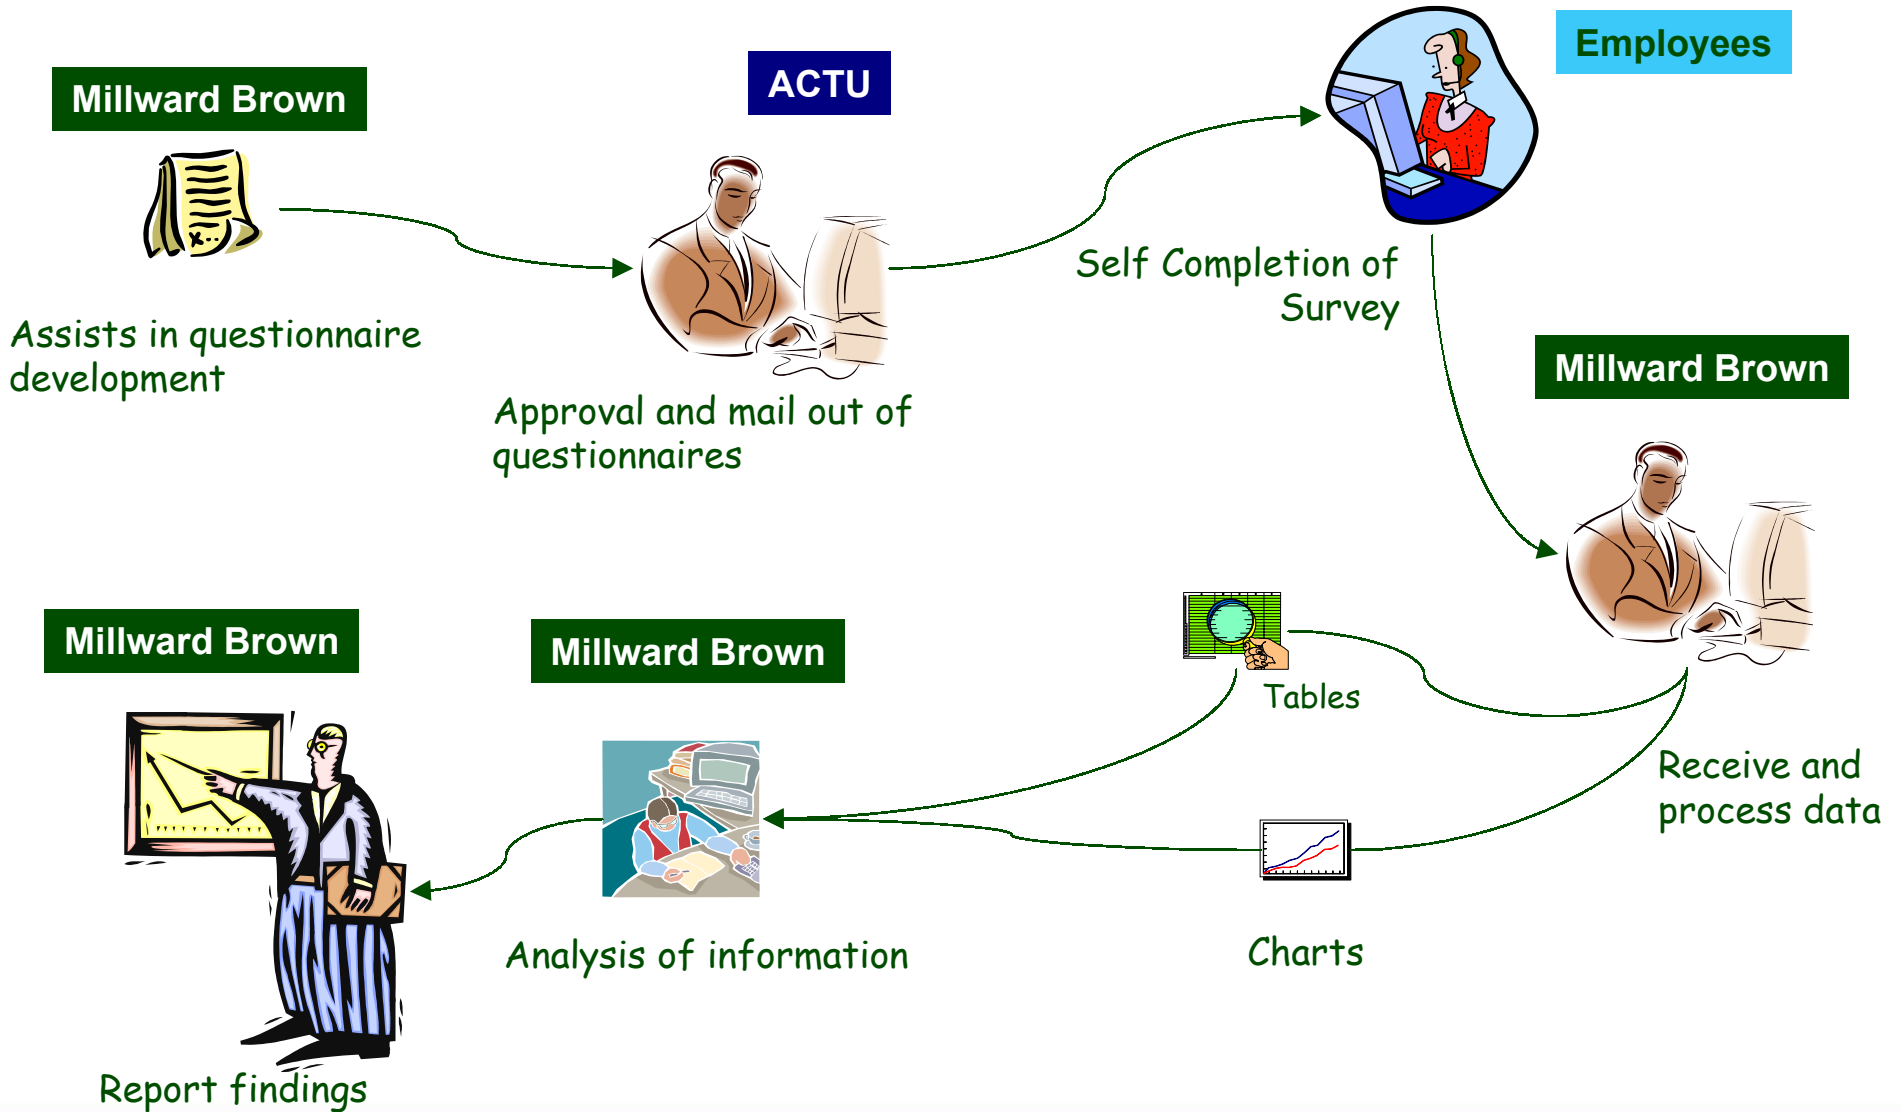 Millward Brown
Assists in questionnaire
development
ACTU
Approval and mail out of
questionnaires
Employees
Self Completion of
Survey
Millward Brown
Receive and
process data
Tables
Charts
Millward Brown
Analysis of information
Millward Brown
Report findings